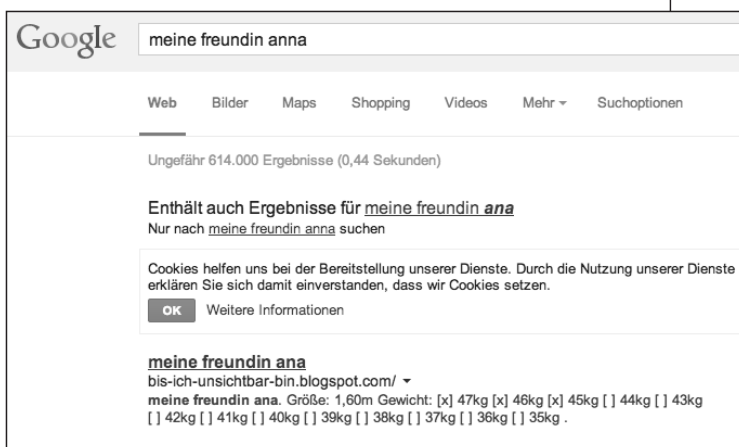 Google meine freundin anna
Web Bilder Maps Shopping Videos Mehr Suchoptionen
Ungefähr 614.000 Ergebnisse (0,44 Sekunden)
Enthält auch Ergebnisse für meine freundin ana
Nur nach meine freundin anna suchen
Cookies helfen uns bei der Bereitstellung unserer Dienste. Durch die Nutzung unserer Dienste
erklären Sie sich damit einverstanden, dass wir Cookies setzen.
OK Weitere Informationen
meine freundin ana
bis-ich-unsichtbar-bin.blogspot.com/
meine freundin ana. Größe: 1,60m Gewicht: [x] 47kg [x] 46kg [x] 45kg [ ] 44kg [ ] 43kg
[ ] 42kg [ ] 41kg [ ] 40kg [ ] 39kg [ ] 38kg [ ] 37kg [ ] 36kg [ ] 35kg .